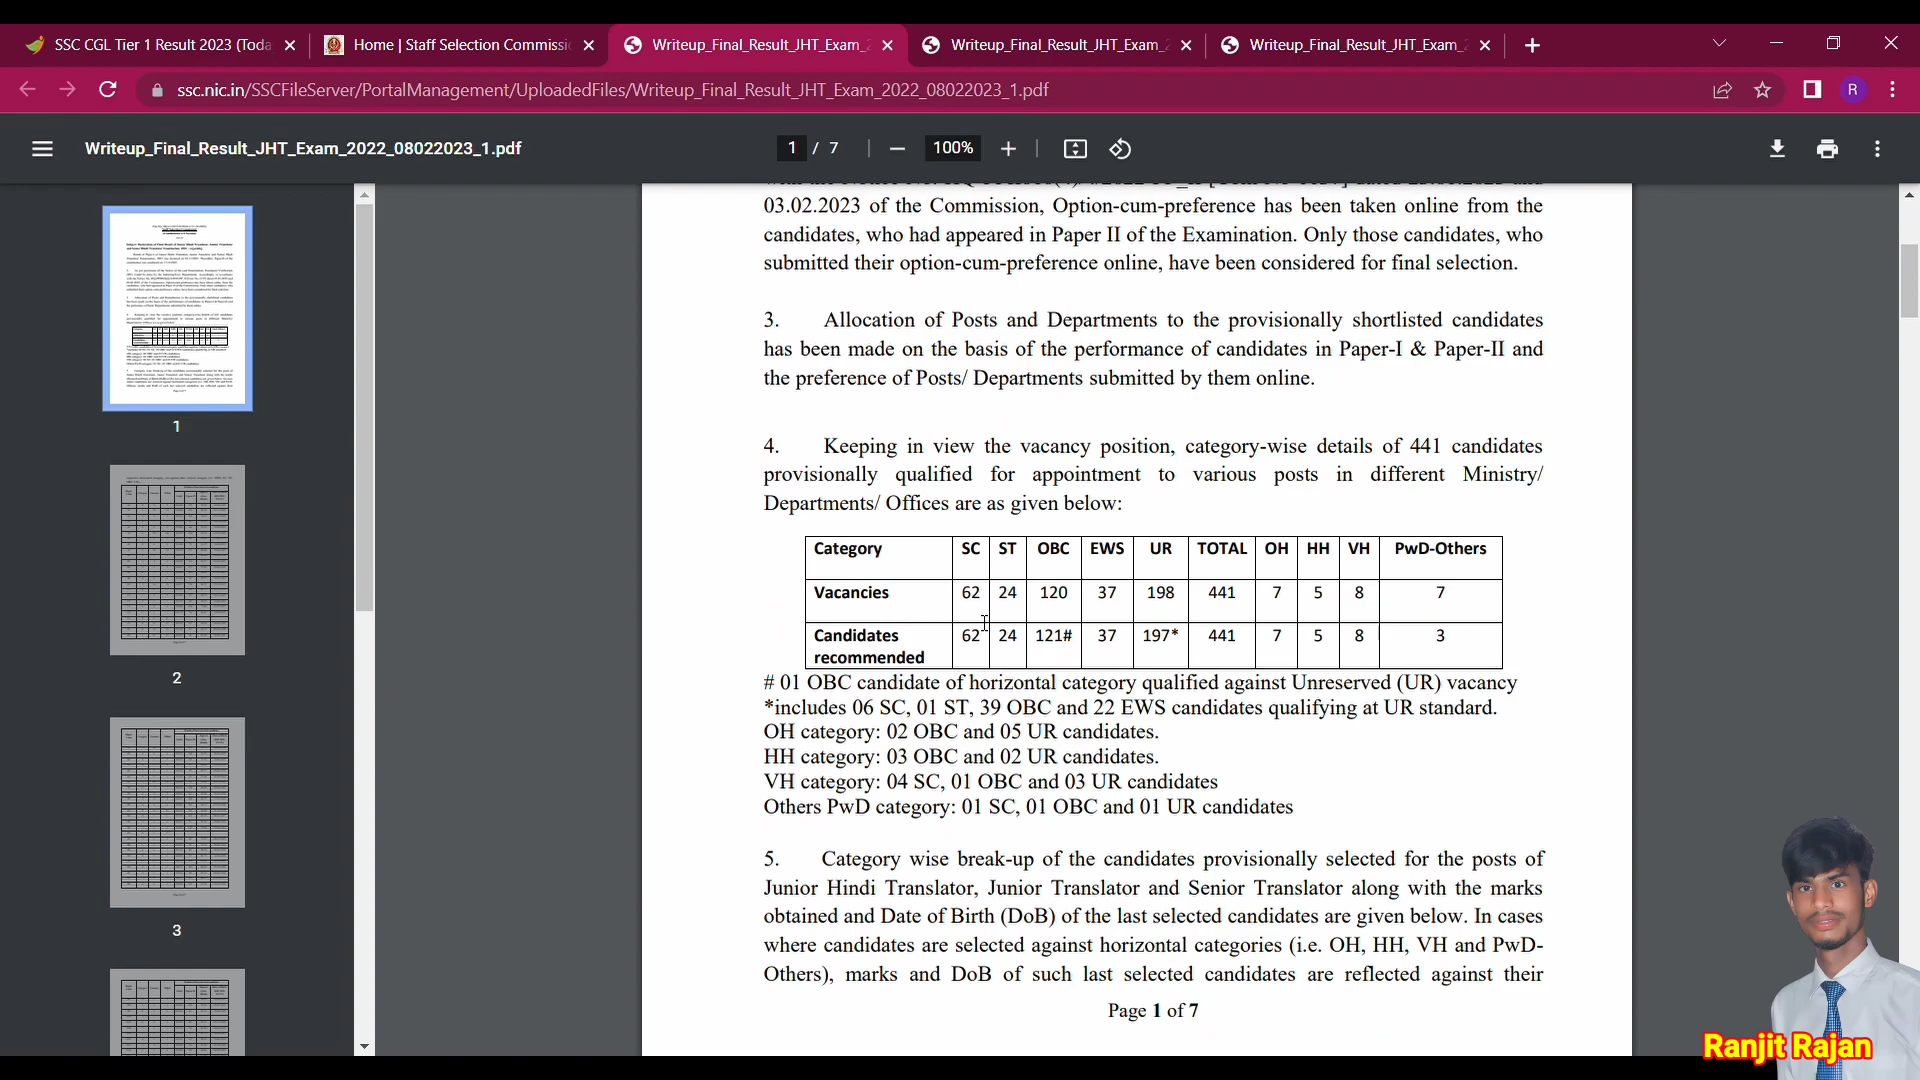 SSC CGL Tier 1 Result 2023 (Toda
Home | Staff Selection Commissi
Writeup_Final_Result_JHT_Exam_2
Writeup_Final_Result_JHT_Exam_2
Writeup_Final_Result_JHT_Exam_2
ssc.nic.in/SSCFileServer/PortalManagement/UploadedFiles/Writeup_Final_Result_JHT_Exam_2022_08022023_1.pdf
R
Writeup_Final_Result_JHT_Exam_2022_08022023_1.pdf
1 / 7
100%
1
2
3
03.02.2023 of the Commission, Option-cum-preference has been taken online from the
candidates, who had appeared in Paper II of the Examination. Only those candidates, who
submitted their option-cum-preference online, have been considered for final selection.
3. Allocation of Posts and Departments to the provisionally shortlisted candidates
has been made on the basis of the performance of candidates in Paper-I & Paper-II and
the preference of Posts/ Departments submitted by them online.
4. Keeping in view the vacancy position, category-wise details of 441 candidates
provisionally qualified for appointment to various posts in different Ministry/
Departments/ Offices are as given below:
Category SC ST OBC EWS UR TOTAL OH HH VH PwD-Others
Vacancies 62 24 120 37 198 441 7 5 8 7
Candidates 62 24 121# 37 197* 441 7 5 8 3
recommended
# 01 OBC candidate of horizontal category qualified against Unreserved (UR) vacancy
*includes 06 SC, 01 ST, 39 OBC and 22 EWS candidates qualifying at UR standard.
OH category: 02 OBC and 05 UR candidates.
HH category: 03 OBC and 02 UR candidates.
VH category: 04 SC, 01 OBC and 03 UR candidates
Others PwD category: 01 SC, 01 OBC and 01 UR candidates
5. Category wise break-up of the candidates provisionally selected for the posts of
Junior Hindi Translator, Junior Translator and Senior Translator along with the marks
obtained and Date of Birth (DoB) of the last selected candidates are given below. In cases
where candidates are selected against horizontal categories (i.e. OH, HH, VH and PwD-
Others), marks and DoB of such last selected candidates are reflected against their
Page 1 of 7
Ranjit Rajan